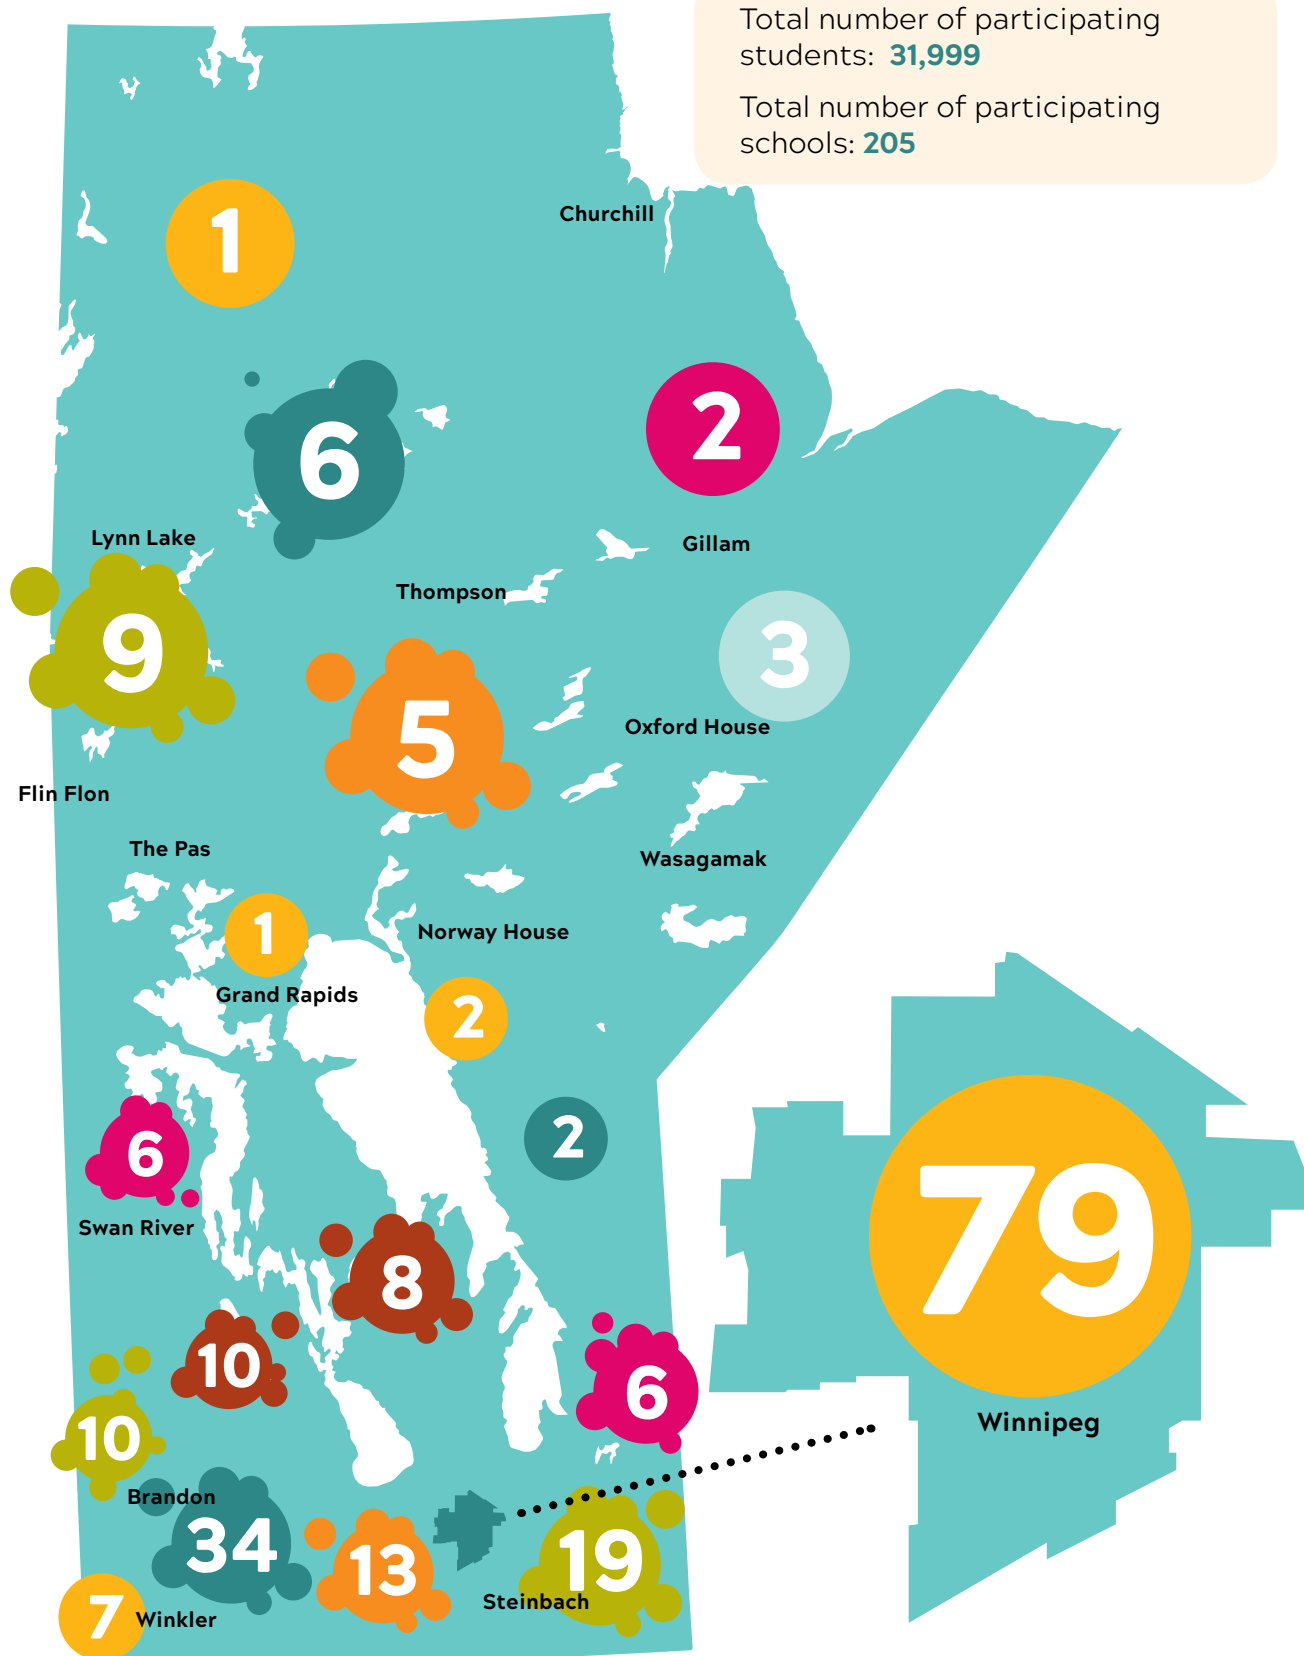 Total number of participating
students: 31,999
Total number of participating
schools: 205
Churchill
1
2
6
Lynn Lake
Gillam
Thompson
9
3
5
Oxford House
Flin Flon
The Pas
Wasagamak
1
Norway House
Grand Rapids
2
2
6
Swan River
79
8
10
6
Winnipeg
10
Brandon
34
13
19
Steinbach
7
Winkler